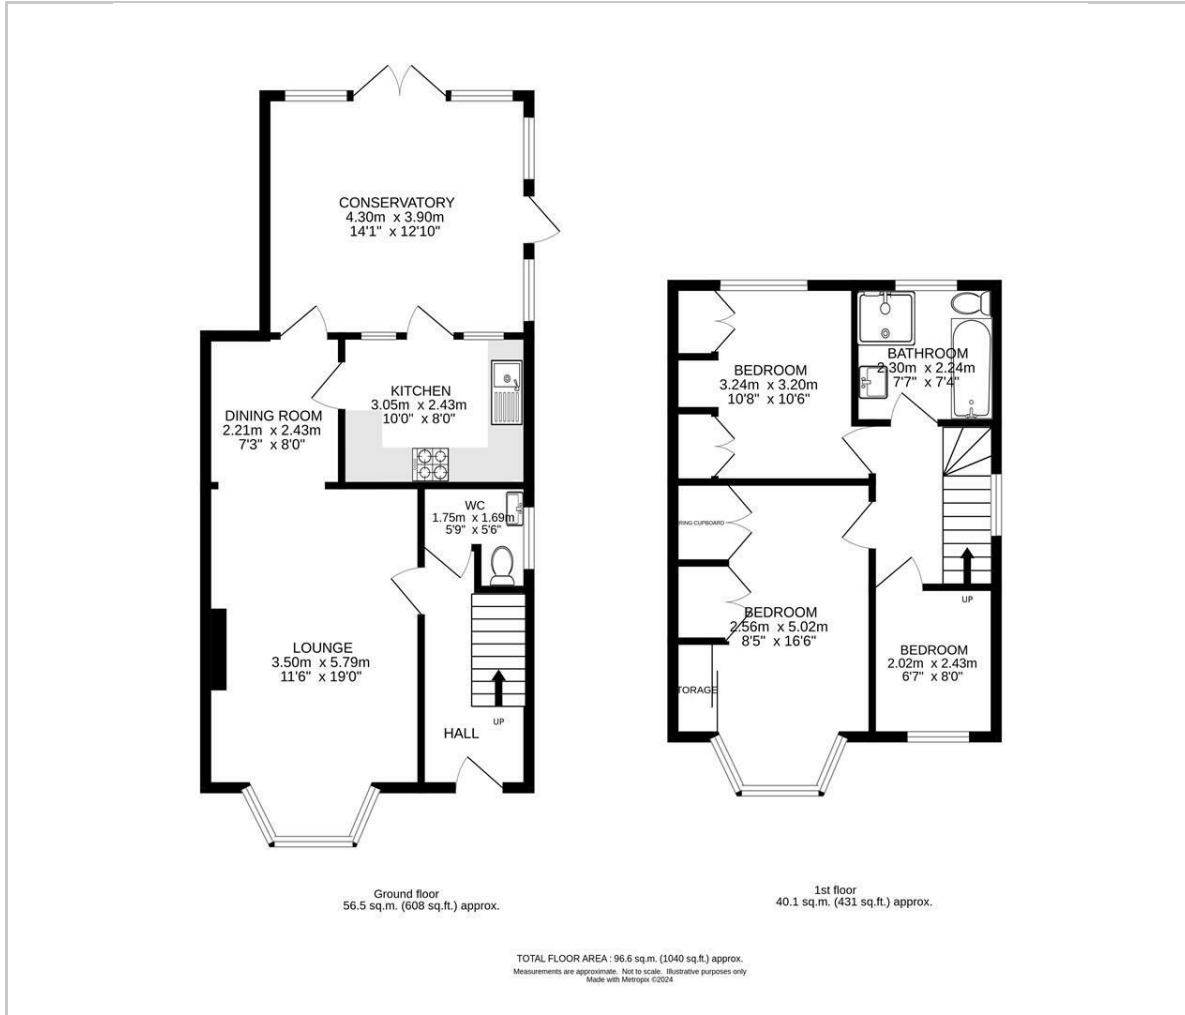 CONSERVATORY
4.30m x 3.90m
14'1" x 12'10"
KITCHEN
3.05m x 2.43m
10'0" x 8'0"
DINING ROOM
2.21m x 2.43m
7'3" x 8'0"
WC
1.75m x 1.69m
5'9" x 5'6"
LOUNGE
3.50m x 5.79m
11'6" x 19'0"
UP
HALL
Ground floor
56.5 sq.m. (608 sq.ft.) approx.
BATHROOM
2.30m x 2.24m
7'7" x 7'4"
BEDROOM
3.24m x 3.20m
10'8" x 10'6"
RING CUPBOARD
BEDROOM
2.56m x 5.02m
8'5" x 16'6"
UP
BEDROOM
2.02m x 2.43m
6'7" x 8'0"
TORAGE
1st floor
40.1 sq.m. (431 sq.ft.) approx.
TOTAL FLOOR AREA : 96.6 sq.m. (1040 sq.ft.) approx.
Measurements are approximate. Not to scale. Illustrative purposes only
Made with Metropix ©2024